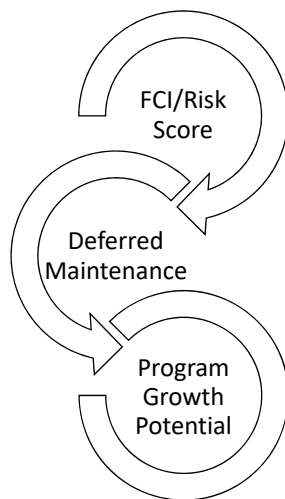 FCI/Risk
Score
Deferred
Maintenance
Program
Growth
Potential